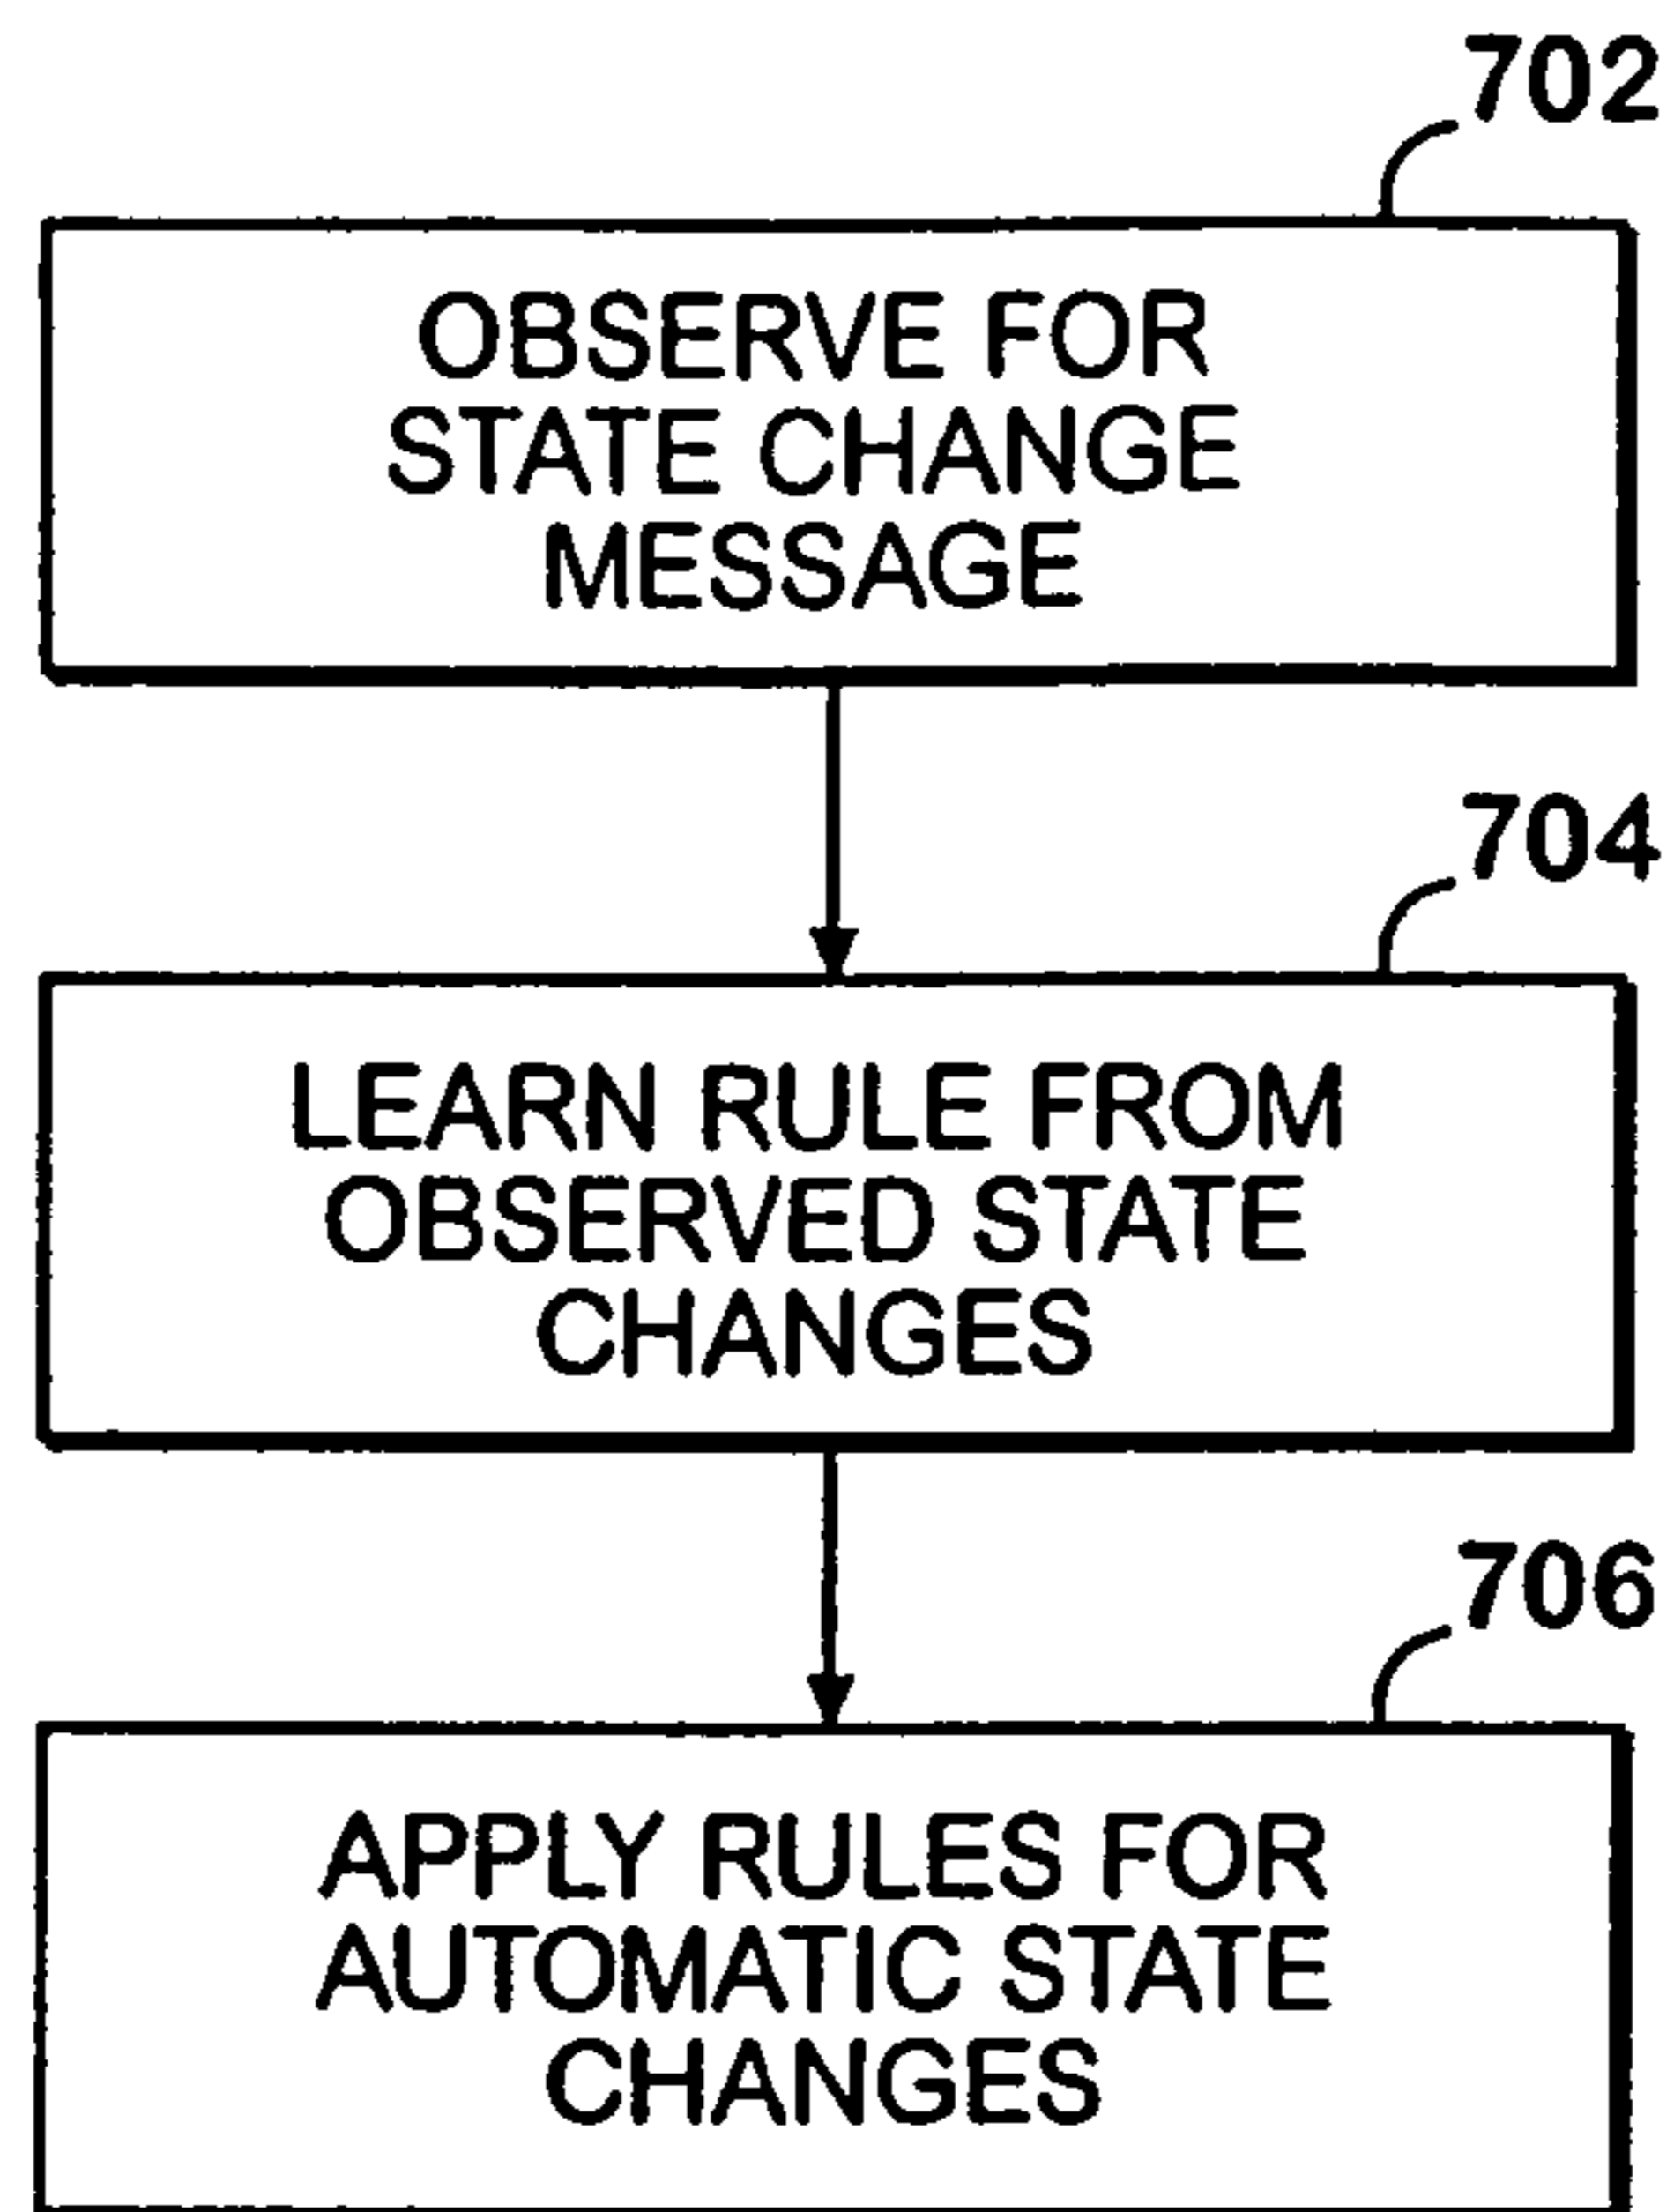 702
OBSERVE FOR
STATE CHANGE
MESSAGE
704
LEARN RULE FROM
OBSERVED STATE
CHANGES
706
APPLY RULES FOR
AUTOMATIC STATE
CHANGES